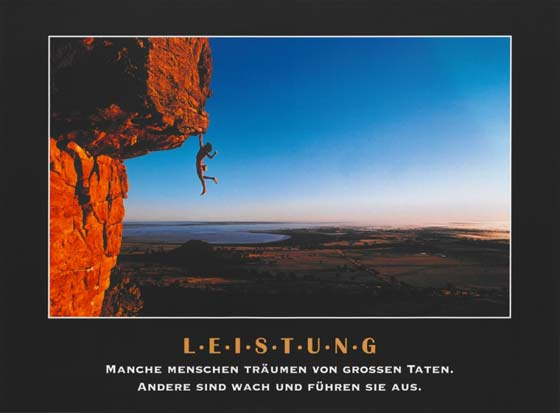 L·E·I·S·T·U·N·G
MANCHE MENSCHEN TRÄUMEN VON GROSSEN TATEN.
ANDERE SIND WACH UND FÜHREN SIE AUS.